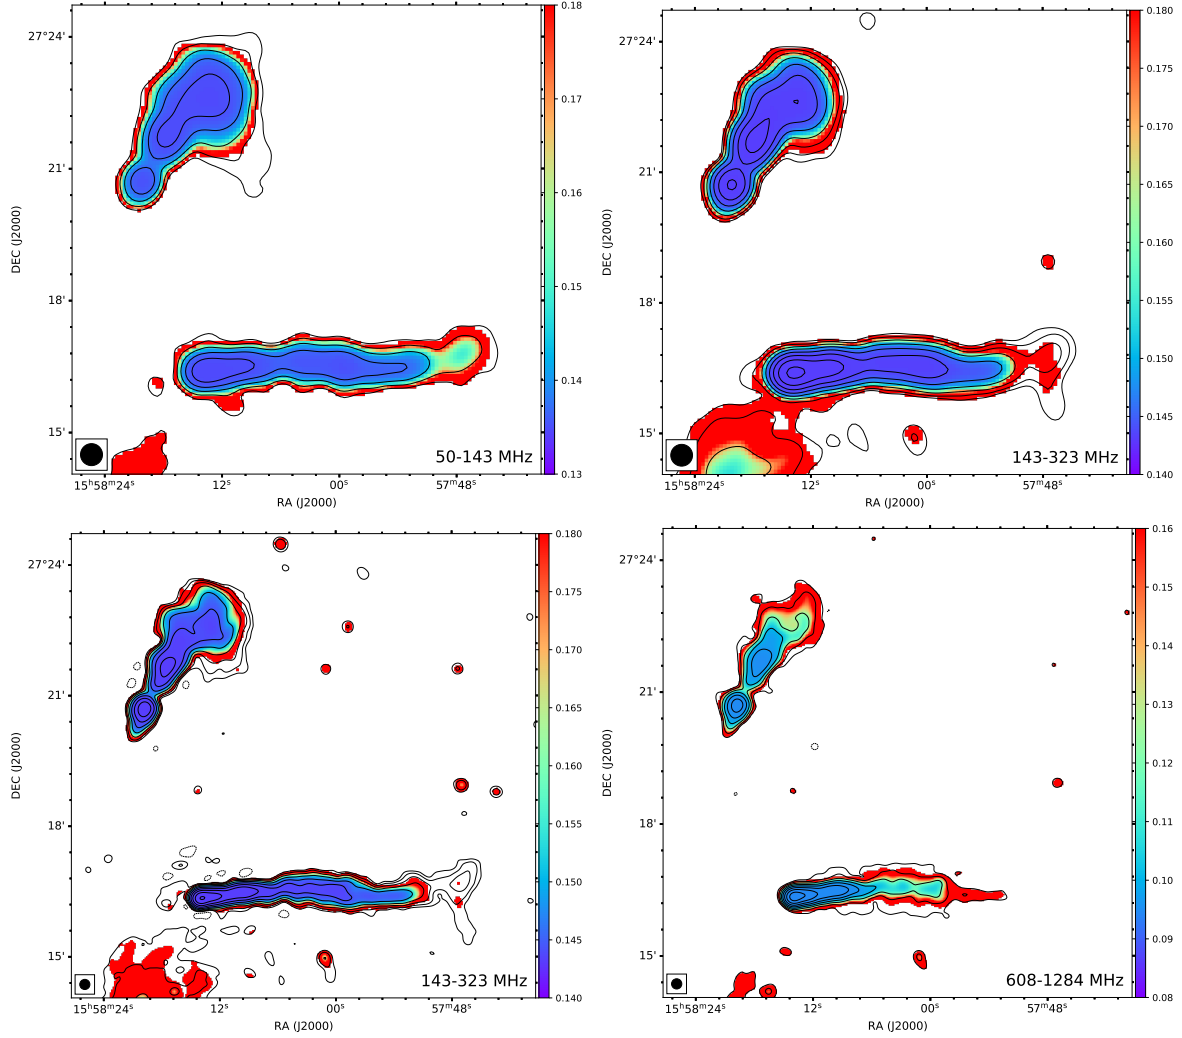 27°24'
21'
18'
15'
DEC (J2000)
15ʰ58ᵐ24ˢ
12ˢ
00ˢ
57ᵐ48ˢ
RA (J2000)
50-143 MHz
0.18
0.17
0.16
0.15
0.14
0.13
27°24'
21'
18'
15'
DEC (J2000)
15ʰ58ᵐ24ˢ
12ˢ
00ˢ
57ᵐ48ˢ
RA (J2000)
143-323 MHz
0.180
0.175
0.170
0.165
0.160
0.155
0.150
0.145
0.140
27°24'
21'
18'
15'
DEC (J2000)
15ʰ58ᵐ24ˢ
12ˢ
00ˢ
57ᵐ48ˢ
RA (J2000)
143-323 MHz
0.180
0.175
0.170
0.165
0.160
0.155
0.150
0.145
0.140
27°24'
21'
18'
15'
DEC (J2000)
15ʰ58ᵐ24ˢ
12ˢ
00ˢ
57ᵐ48ˢ
RA (J2000)
608-1284 MHz
0.16
0.15
0.14
0.13
0.12
0.11
0.10
0.09
0.08